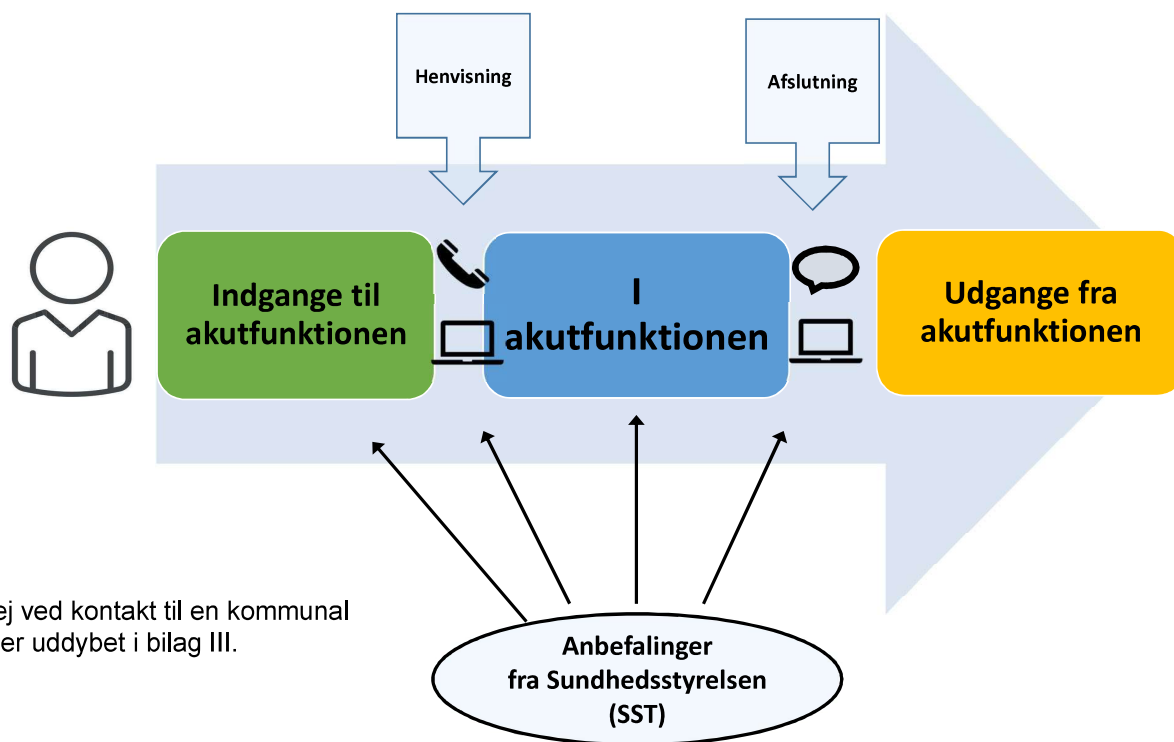 Henvisning
Afslutning
Indgange til
akutfunktionen
I
akutfunktionen
Udgange fra
akutfunktionen
ej ved kontakt til en kommunal
er uddybet i bilag III.
Anbefalinger
fra Sundhedsstyrelsen
(SST)